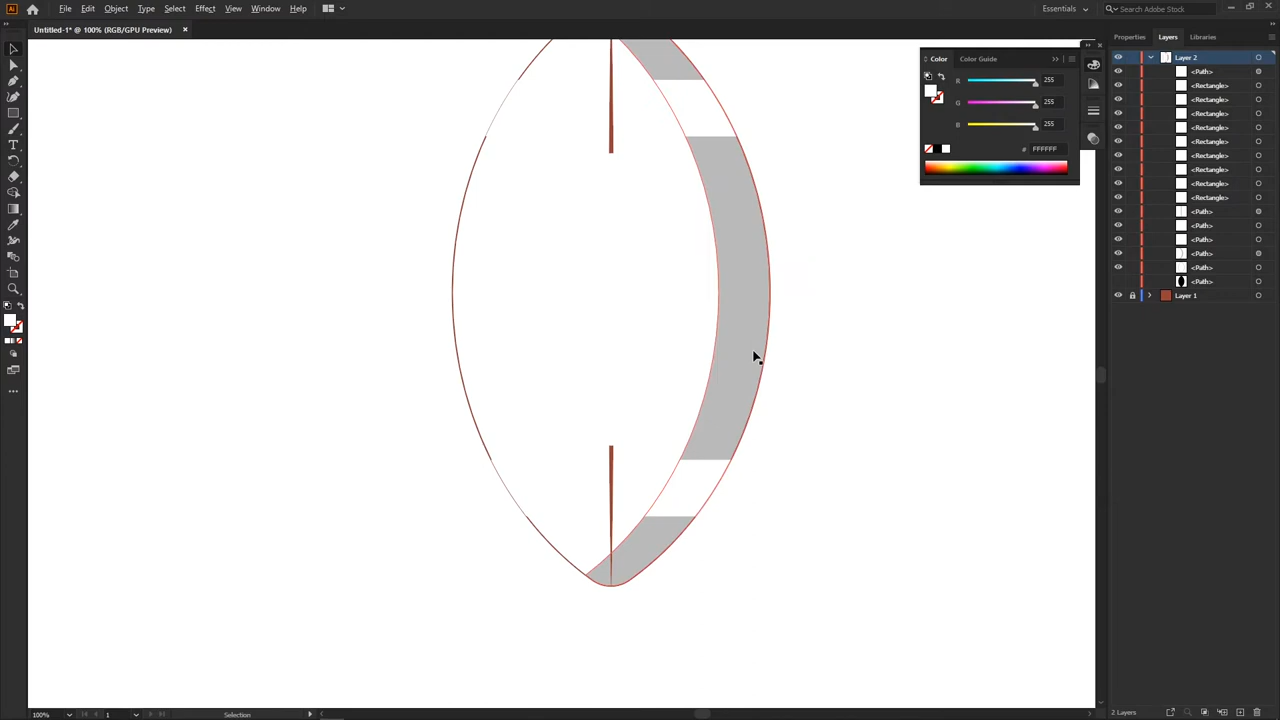 Ai File Edit Object Type Select Effect View Window Help Essentials Search Adobe Stock
Untitled-1* @ 100% (RGB/GPU Preview) ×
Properties Layers Libraries
Color Color Guide
Layer 2
<Path>
R 255
<Rectangle>
<Rectangle>
G 255
<Rectangle>
B 255
<Rectangle>
<Rectangle>
# FFFFFF
<Rectangle>
<Rectangle>
<Rectangle>
<Rectangle>
<Path>
<Path>
<Path>
<Path>
<Path>
<Path>
Layer 1
100% 1 Selection 2 Layers